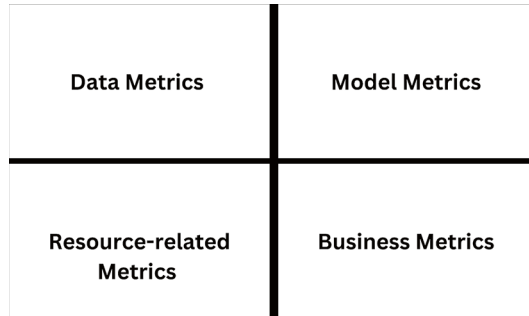 Data Metrics
Model Metrics
Resource-related
Metrics
Business Metrics